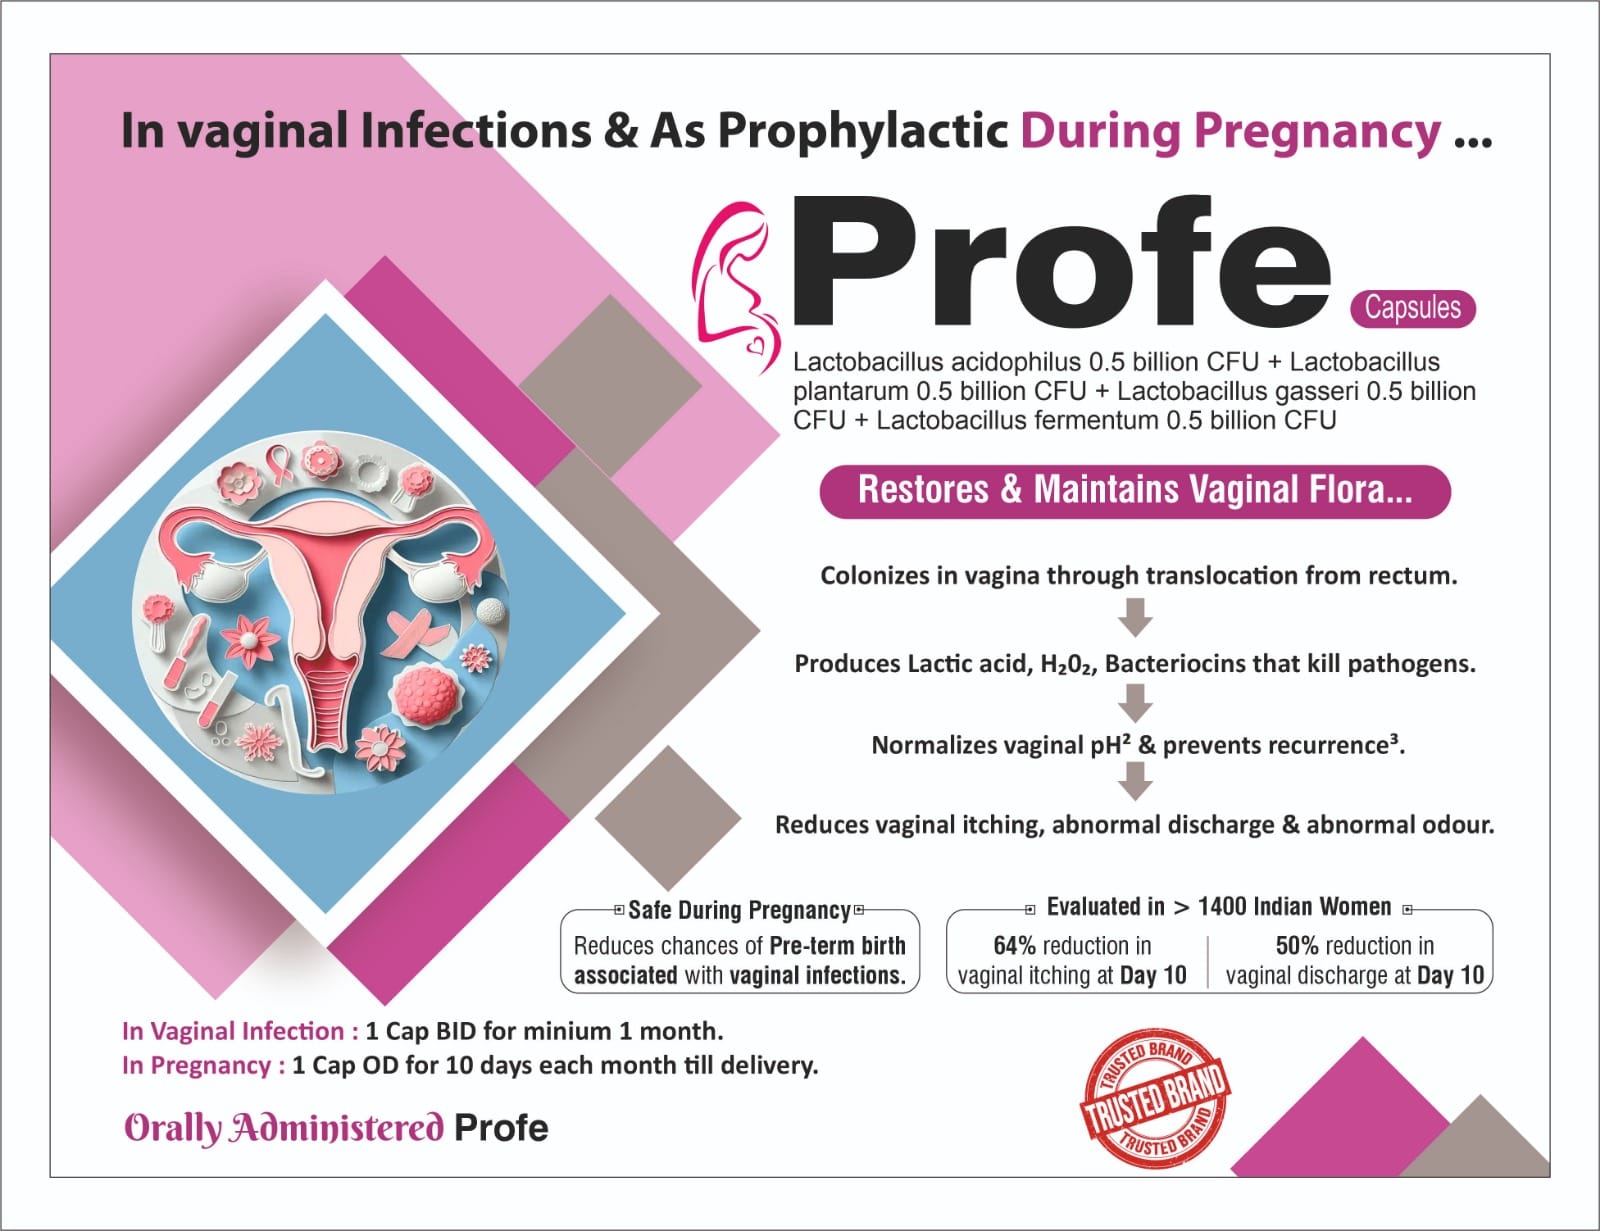 In vaginal Infections & As Prophylactic During Pregnancy ...
Profe
Capsules
Lactobacillus acidophilus 0.5 billion CFU + Lactobacillus
plantarum 0.5 billion CFU + Lactobacillus gasseri 0.5 billion
CFU + Lactobacillus fermentum 0.5 billion CFU
Restores & Maintains Vaginal Flora...
Colonizes in vagina through translocation from rectum.
Produces Lactic acid, H₂0₂, Bacteriocins that kill pathogens.
Normalizes vaginal pH² & prevents recurrence³.
Reduces vaginal itching, abnormal discharge & abnormal odour.
Safe During Pregnancy
Reduces chances of Pre-term birth
associated with vaginal infections.
Evaluated in > 1400 Indian Women
64% reduction in
vaginal itching at Day 10
50% reduction in
vaginal discharge at Day 10
In Vaginal Infection : 1 Cap BID for minium 1 month.
In Pregnancy : 1 Cap OD for 10 days each month till delivery.
Orally Administered Profe
TRUSTED BRAND
TRUSTED BRAND
TRUSTED BRAND